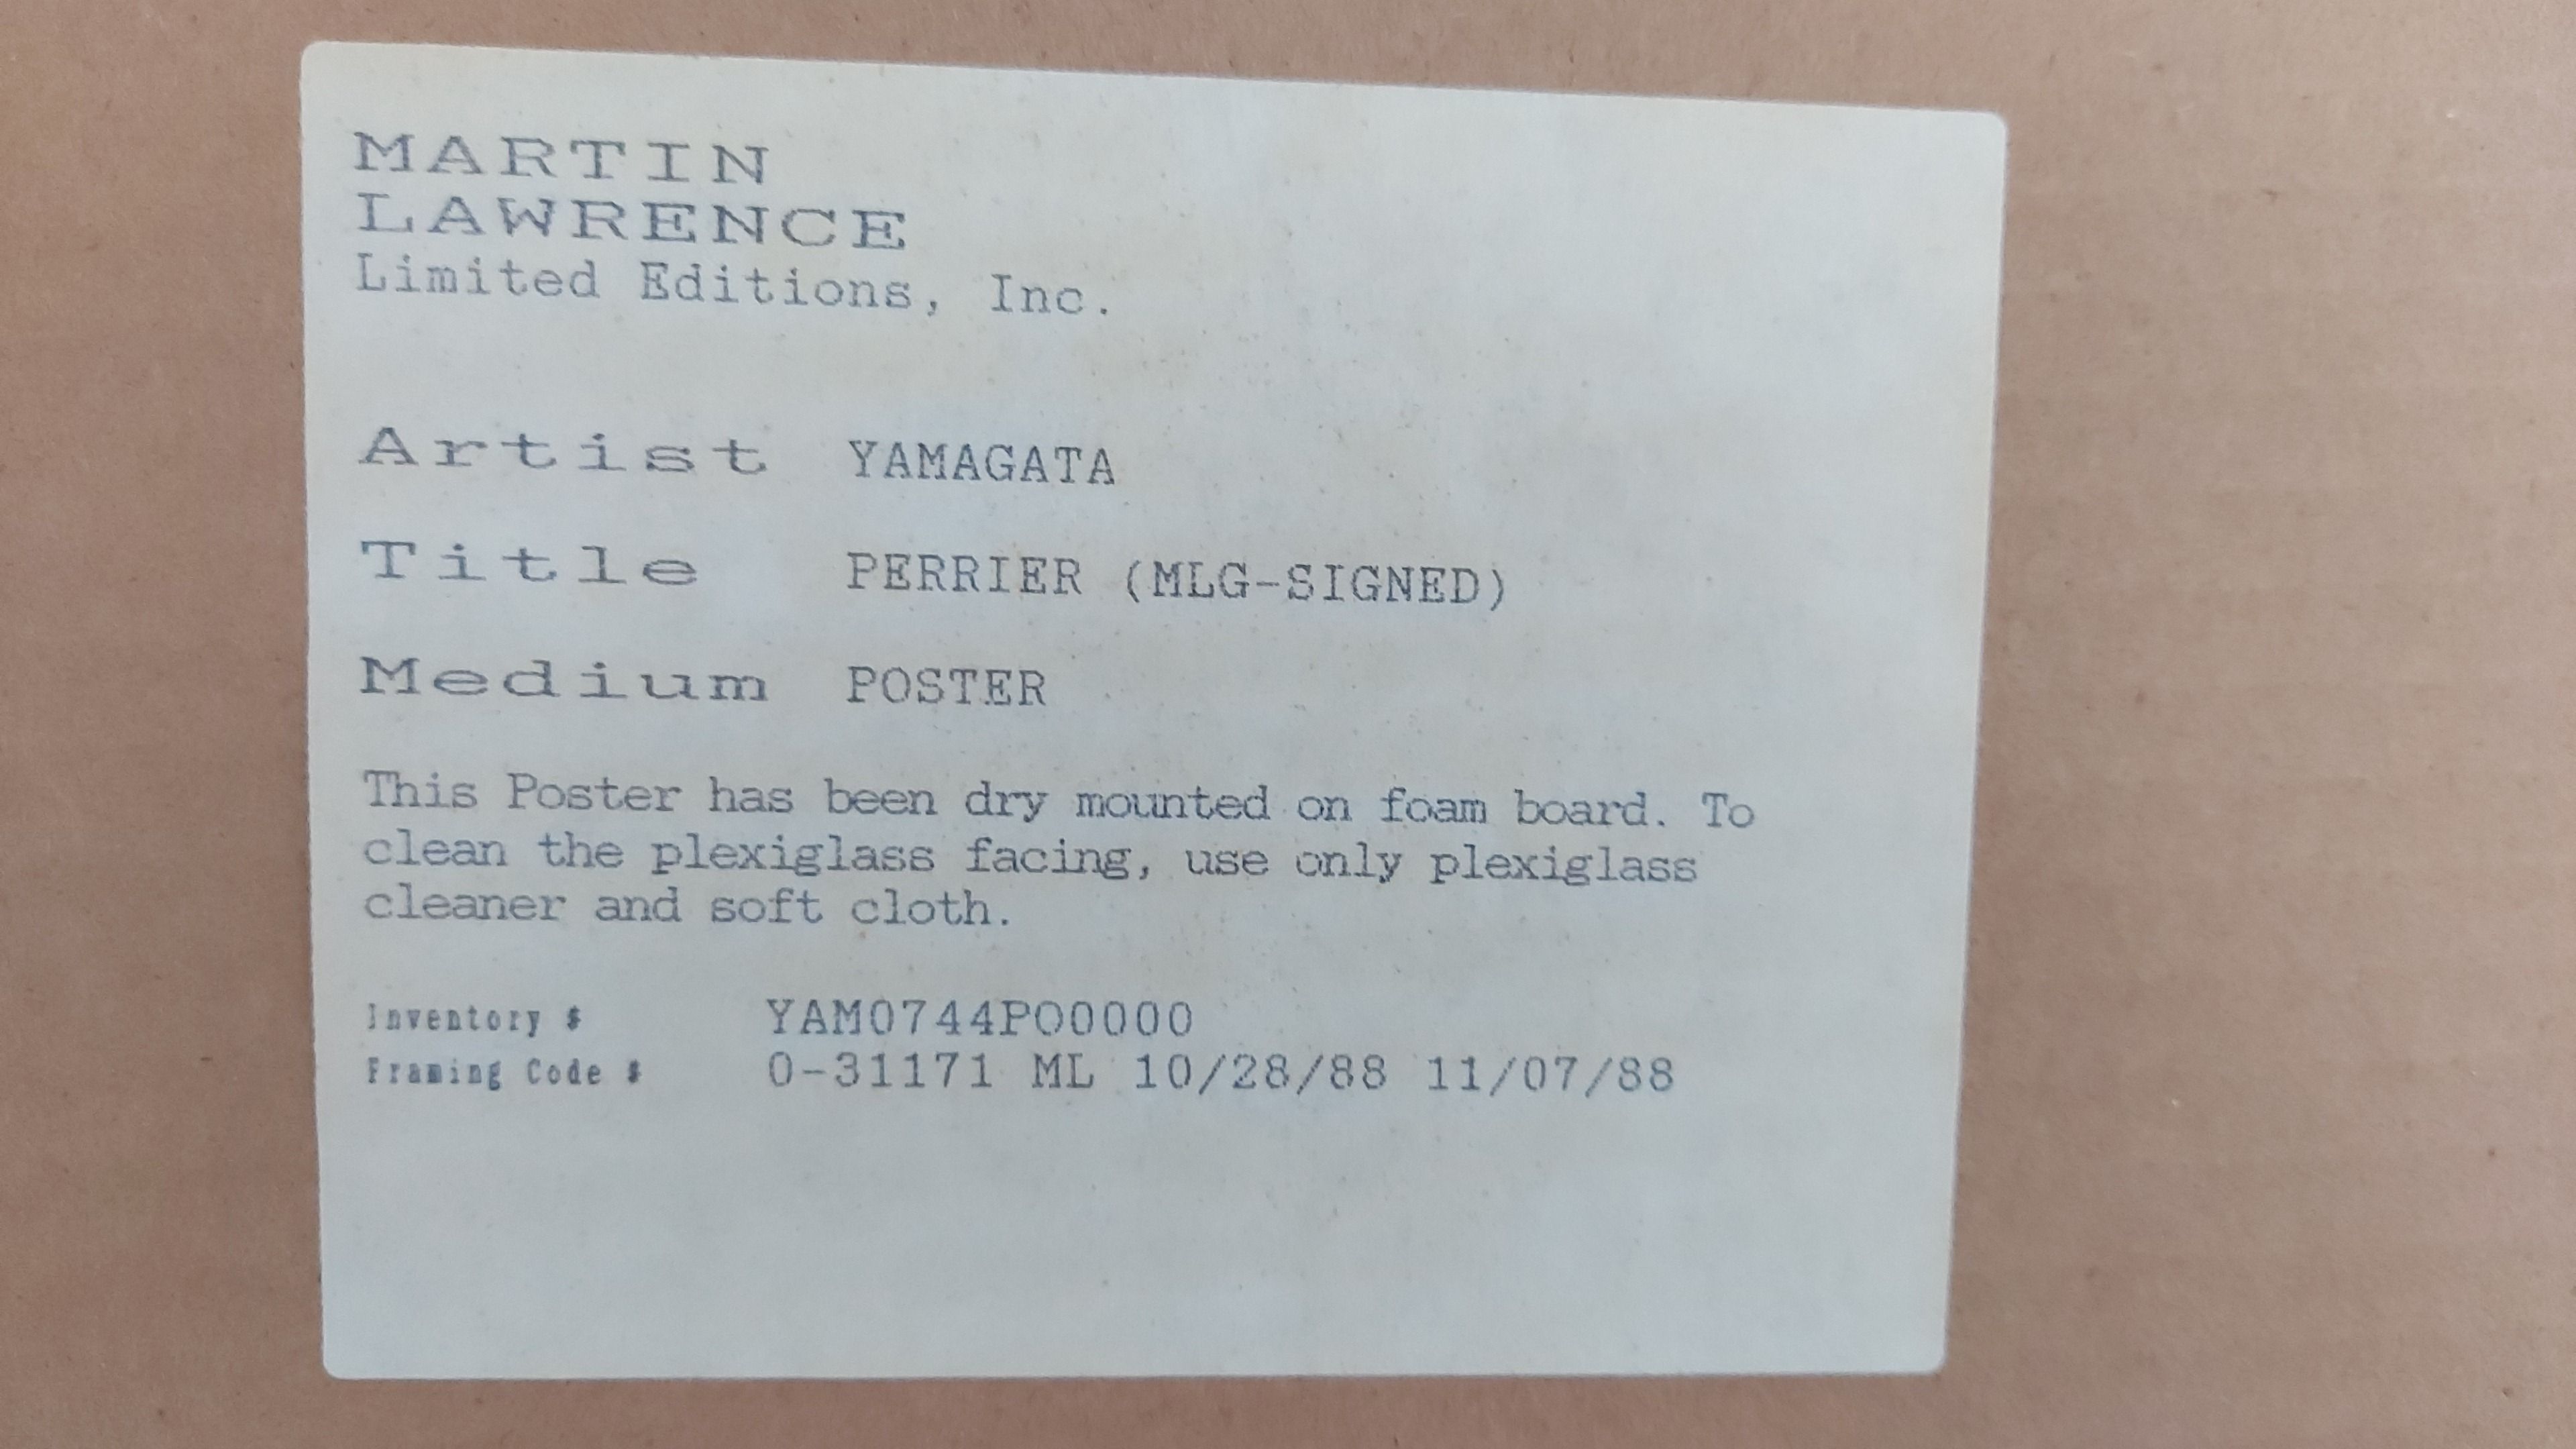 MARTIN
LAWRENCE
Limited Editions, Inc.
Artist YAMAGATA
Title PERRIER (MLG-SIGNED)
Medium POSTER
This Poster has been dry mounted on foam board. To
clean the plexiglass facing, use only plexiglass
cleaner and soft cloth.
Inventory # YAM0744PO0000
Framing Code # 0-31171 ML 10/28/88 11/07/88